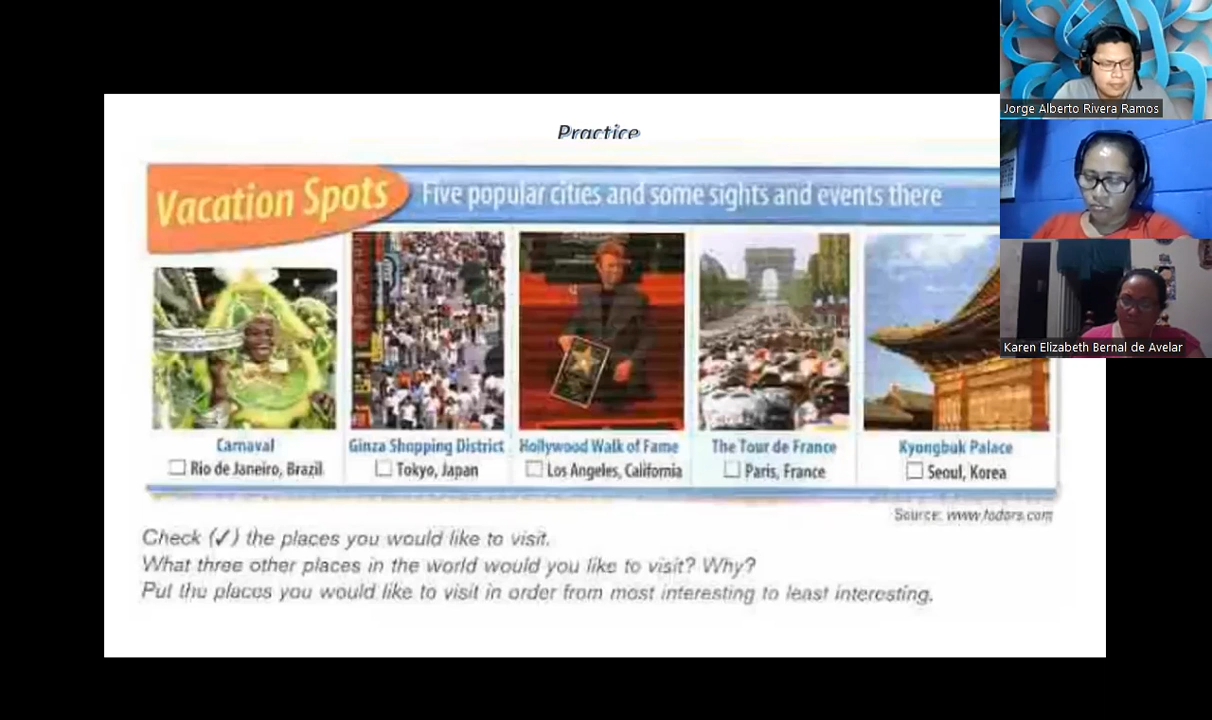 Practice
Vacation Spots
Five popular cities and some sights and events there
Carnaval
Rio de Janeiro, Brazil
Ginza Shopping District
Tokyo, Japan
Hollywood Walk of Fame
Los Angeles, California
The Tour de France
Paris, France
Kyongbuk Palace
Seoul, Korea
Source: www.fodors.com
Check (✓) the places you would like to visit.
What three other places in the world would you like to visit? Why?
Put the places you would like to visit in order from most interesting to least interesting.
Jorge Alberto Rivera Ramos
Karen Elizabeth Bernal de Avelar